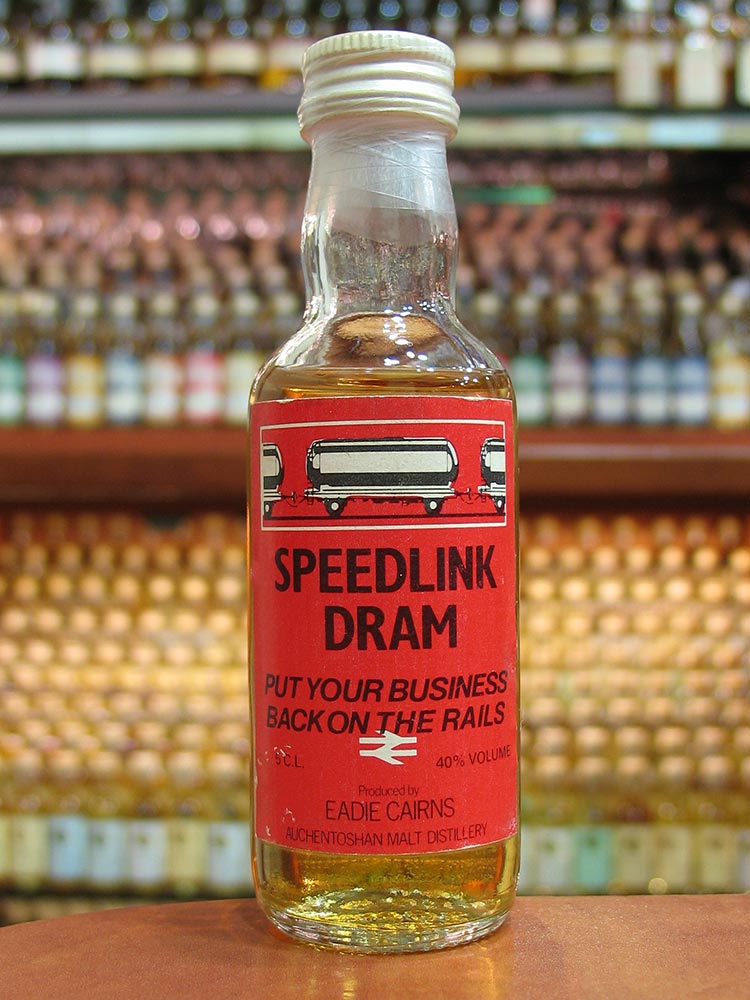 SPEEDLINK
DRAM
PUT YOUR BUSINESS
BACK ON THE RAILS
5 C.L. 40% VOLUME
Produced by
EADIE CAIRNS
AUCHENTOSHAN MALT DISTILLERY